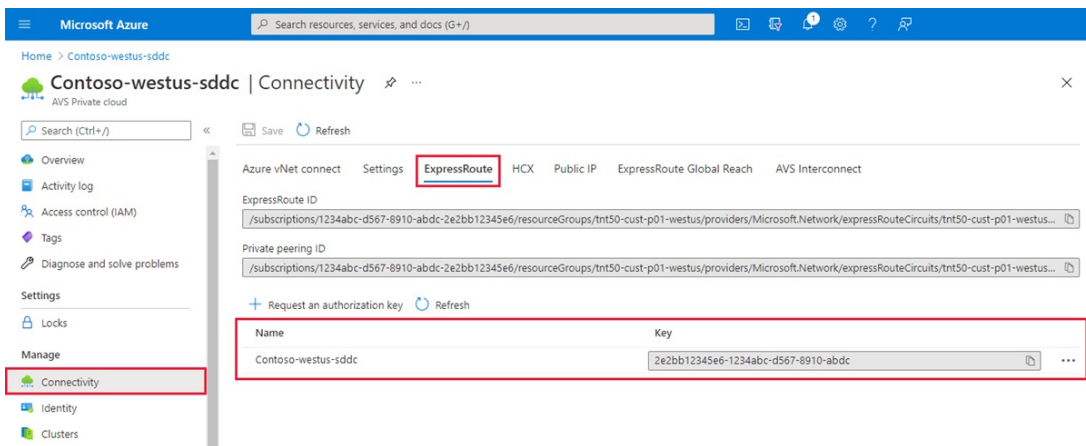 Microsoft Azure
Search resources, services, and docs (G+/)
1
Home > Contoso-westus-sddc
Contoso-westus-sddc | Connectivity
AVS Private cloud
Search (Ctrl+/)
Save Refresh
Overview
Azure vNet connect Settings ExpressRoute HCX Public IP ExpressRoute Global Reach AVS Interconnect
Activity log
ExpressRoute ID
Access control (IAM)
/subscriptions/1234abc-d567-8910-abdc-2e2bb12345e6/resourceGroups/tnt50-cust-p01-westus/providers/Microsoft.Network/expressRouteCircuits/tnt50-cust-p01-westus...
Tags
Private peering ID
Diagnose and solve problems
/subscriptions/1234abc-d567-8910-abdc-2e2bb12345e6/resourceGroups/tnt50-cust-p01-westus/providers/Microsoft.Network/expressRouteCircuits/tnt50-cust-p01-westus...
Settings
Request an authorization key Refresh
Locks
Name Key
Manage
Contoso-westus-sddc 2e2bb12345e6-1234abc-d567-8910-abdc
Connectivity
Identity
Clusters